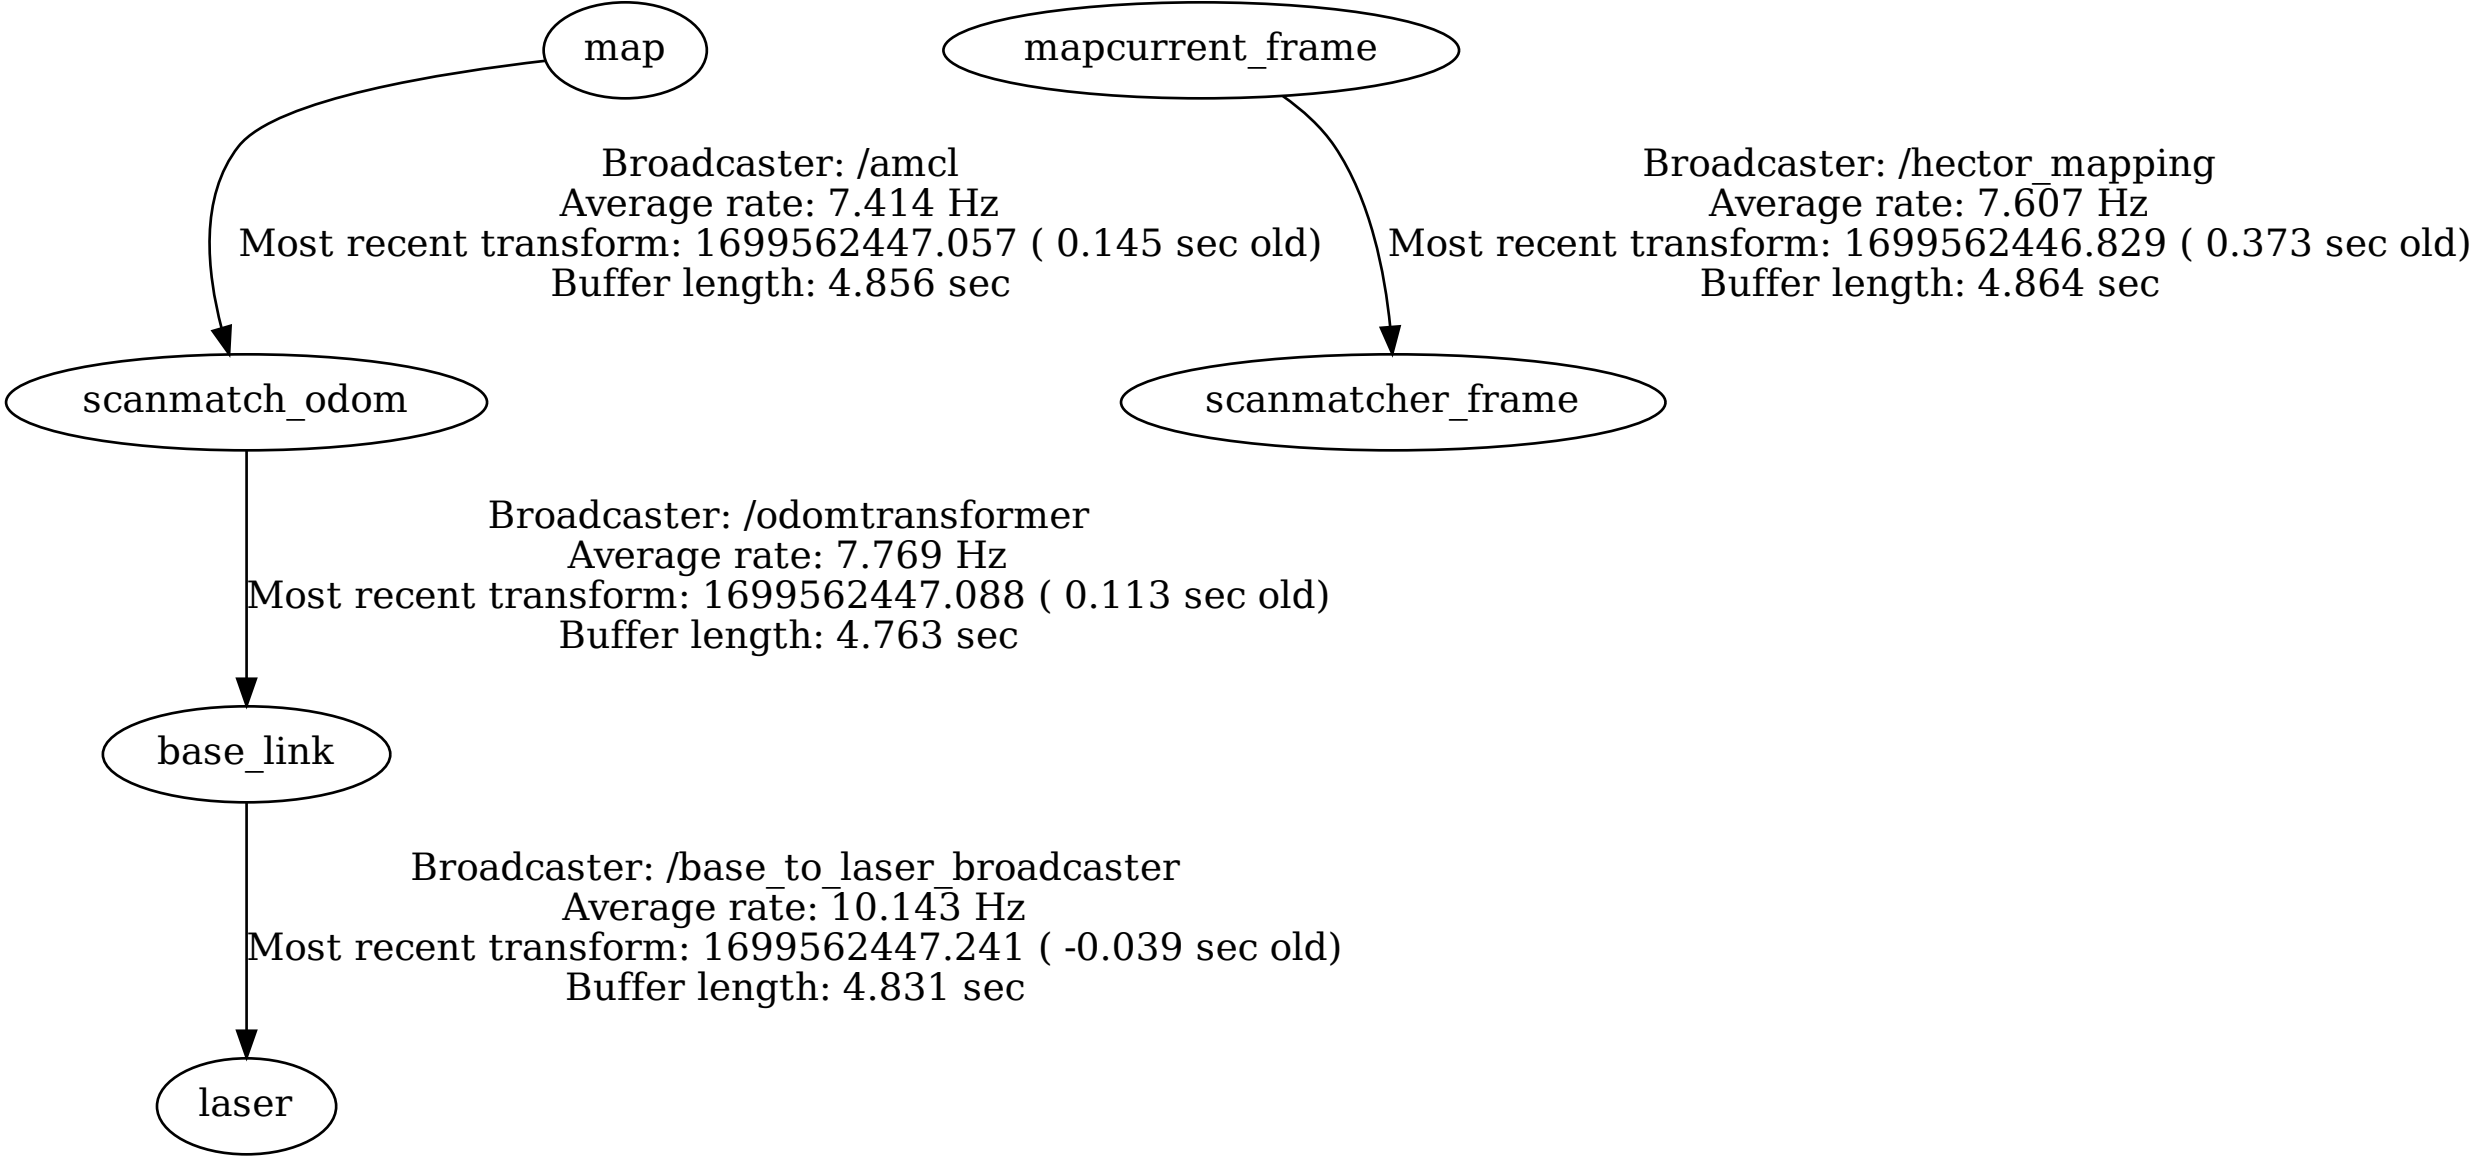 map
mapcurrent_frame
Broadcaster: /amcl
Average rate: 7.414 Hz
Most recent transform: 1699562447.057 ( 0.145 sec old)
Buffer length: 4.856 sec
Broadcaster: /hector_mapping
Average rate: 7.607 Hz
Most recent transform: 1699562446.829 ( 0.373 sec old)
Buffer length: 4.864 sec
scanmatch_odom
scanmatcher_frame
Broadcaster: /odomtransformer
Average rate: 7.769 Hz
Most recent transform: 1699562447.088 ( 0.113 sec old)
Buffer length: 4.763 sec
base_link
Broadcaster: /base_to_laser_broadcaster
Average rate: 10.143 Hz
Most recent transform: 1699562447.241 ( -0.039 sec old)
Buffer length: 4.831 sec
laser